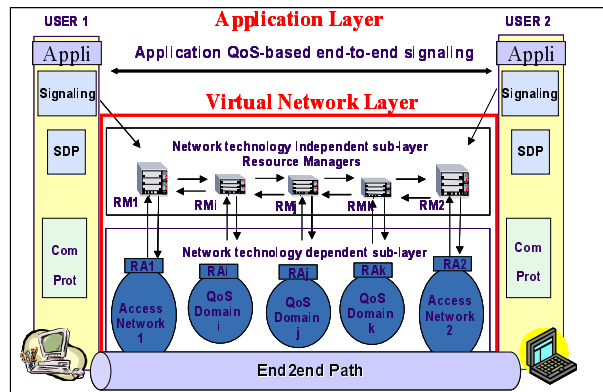 USER 1
Application Layer
USER 2
Appli
Application QoS-based end-to-end signaling
Appli
Signaling
Signaling
Virtual Network Layer
SDP
Network technology Independent sub-layer
Resource Managers
SDP
RM1
RMi
RMj
RMK
RM2
Com
Prot
Network technology dependent sub-layer
Com
Prot
RA1
RAi
RAj
RAk
RA2
Access
Network
1
QoS
Domain
i
QoS
Domain
j
QoS
Domain
k
Access
Network
2
End2end Path